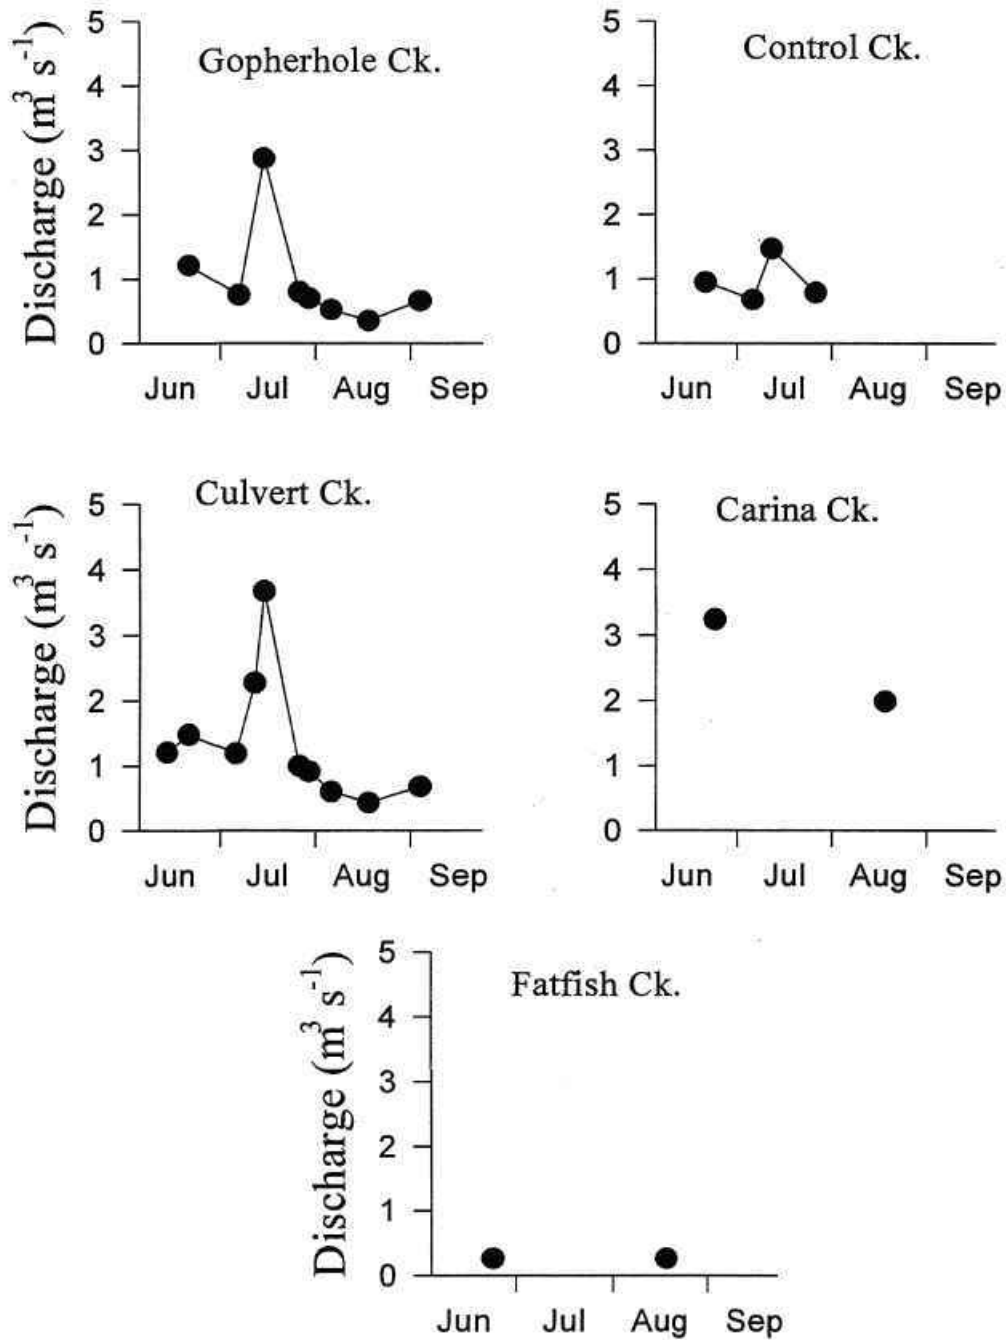 Gopherhole Ck.
Discharge (m³ s⁻¹)
5
4
3
2
1
0
Jun Jul Aug Sep
Control Ck.
5
4
3
2
1
0
Jun Jul Aug Sep
Culvert Ck.
Discharge (m³ s⁻¹)
5
4
3
2
1
0
Jun Jul Aug Sep
Carina Ck.
5
4
3
2
1
0
Jun Jul Aug Sep
Fatfish Ck.
Discharge (m³ s⁻¹)
5
4
3
2
1
0
Jun Jul Aug Sep